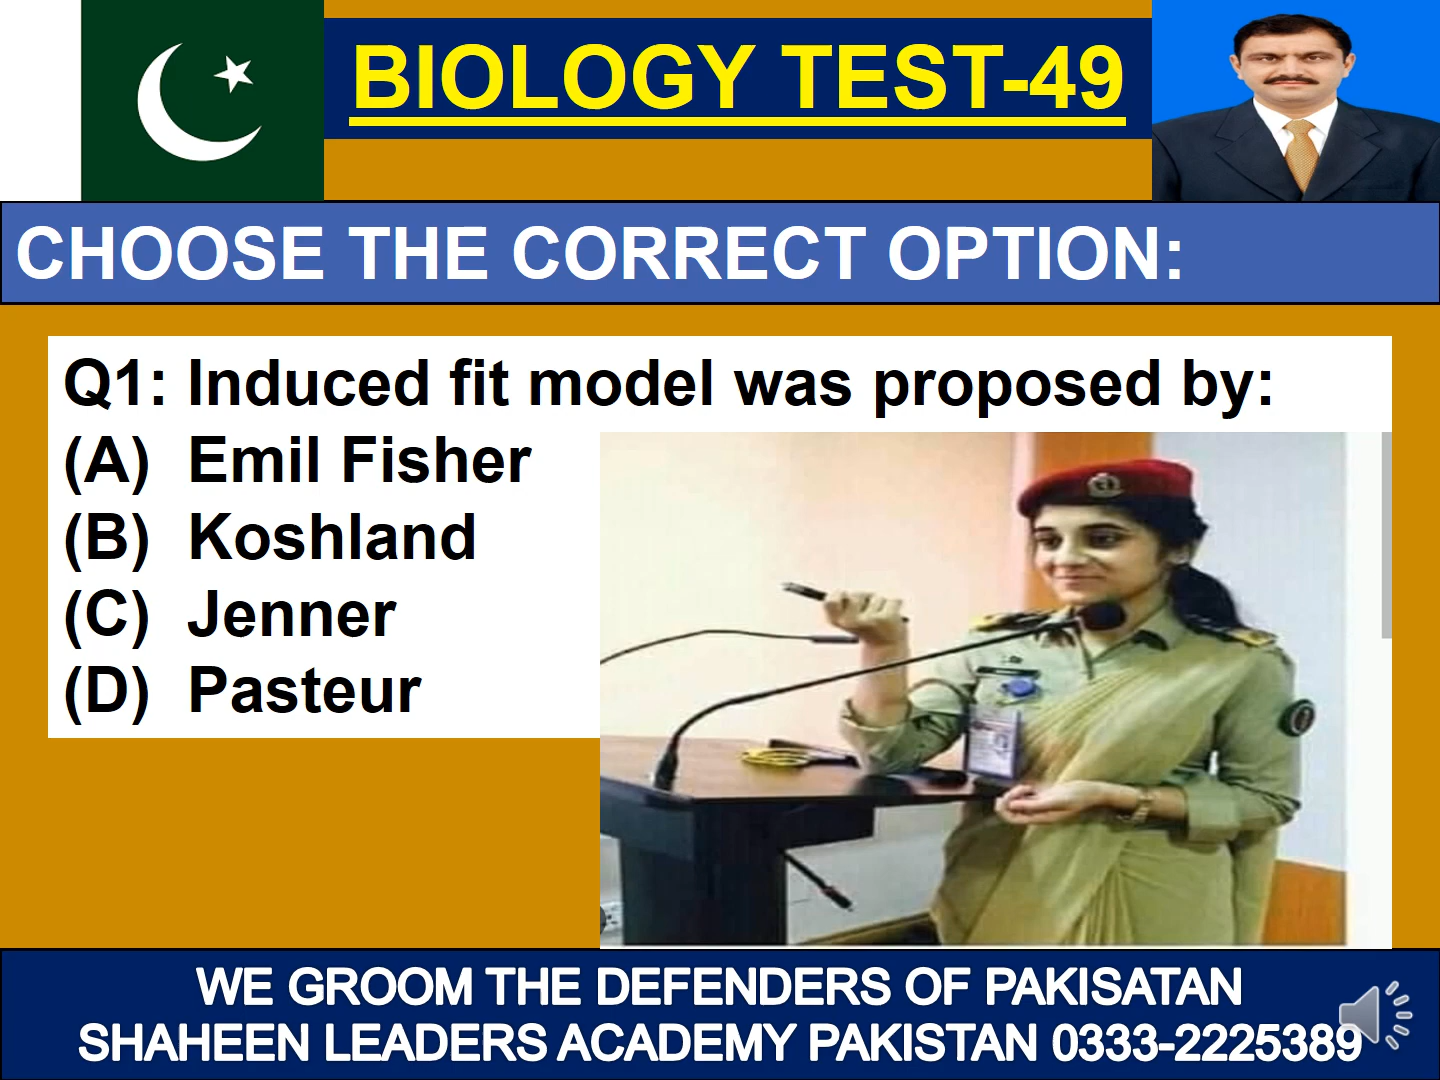 BIOLOGY TEST-49
CHOOSE THE CORRECT OPTION:
Q1: Induced fit model was proposed by:
(A) Emil Fisher
(B) Koshland
(C) Jenner
(D) Pasteur
WE GROOM THE DEFENDERS OF PAKISATAN
SHAHEEN LEADERS ACADEMY PAKISTAN 0333-2225389